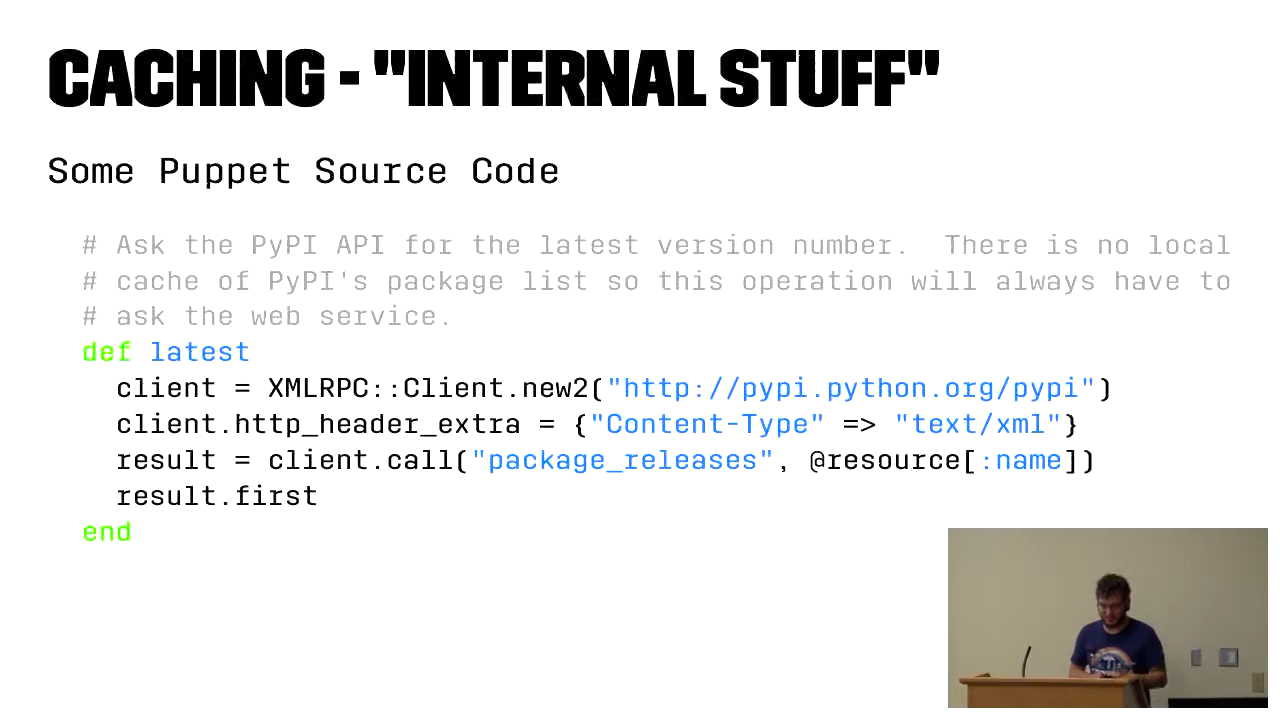 CACHING - "INTERNAL STUFF"
Some Puppet Source Code
# Ask the PyPI API for the latest version number.  There is no local
# cache of PyPI's package list so this operation will always have to
# ask the web service.
def latest
  client = XMLRPC::Client.new2("http://pypi.python.org/pypi")
  client.http_header_extra = {"Content-Type" => "text/xml"}
  result = client.call("package_releases", @resource[:name])
  result.first
end